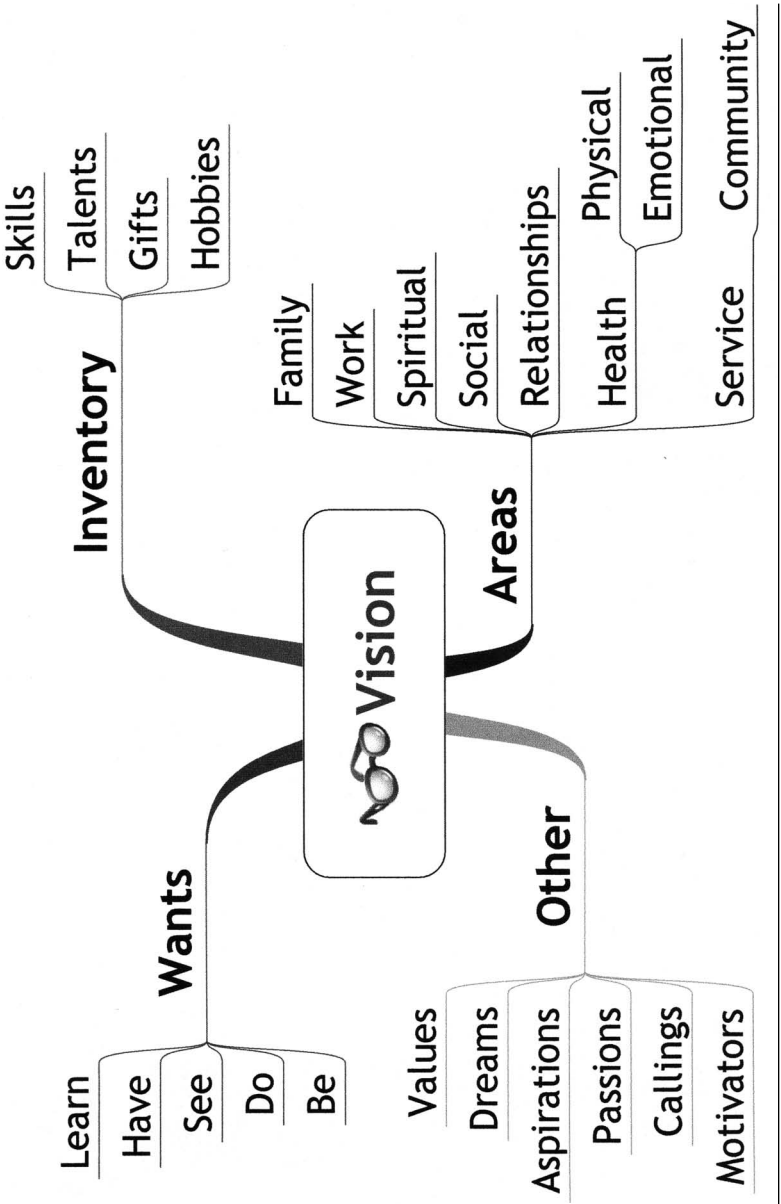 Vision
Inventory
Skills
Talents
Gifts
Hobbies
Areas
Family
Work
Spiritual
Social
Relationships
Health
Physical
Emotional
Service
Community
Wants
Learn
Have
See
Do
Be
Other
Values
Dreams
Aspirations
Passions
Callings
Motivators